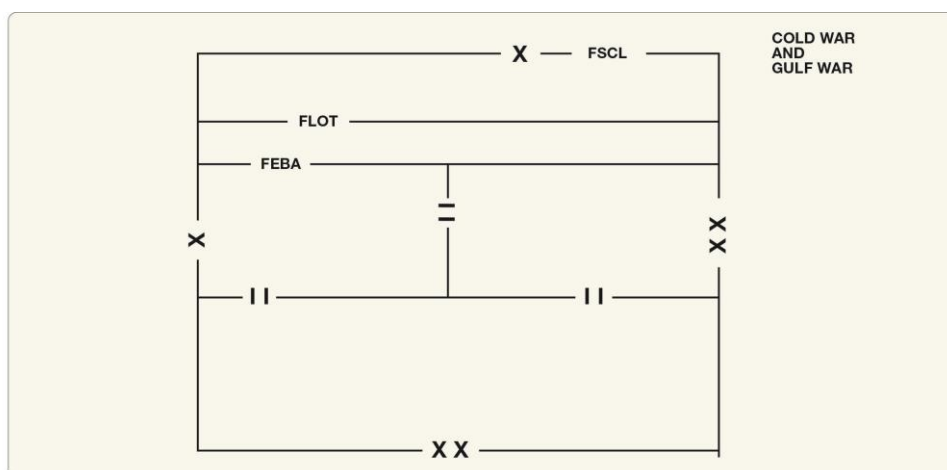 COLD WAR
AND
GULF WAR
X FSCL
FLOT
FEBA
II
X
XX
II II
XX